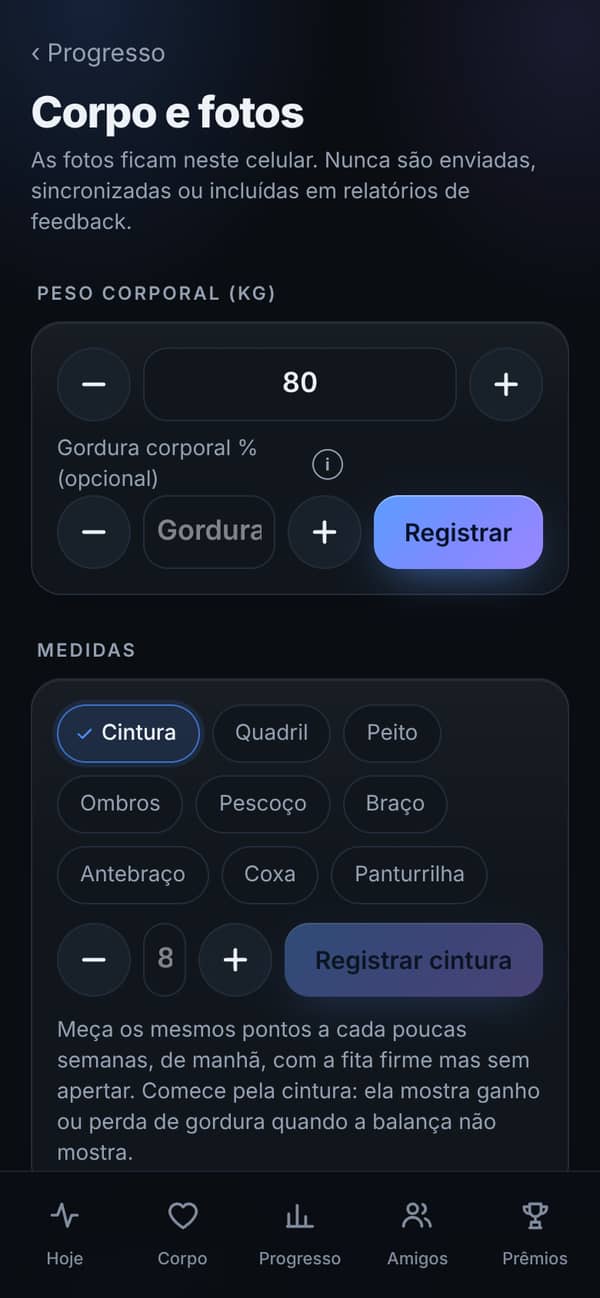 ‹ Progresso
Corpo e fotos
As fotos ficam neste celular. Nunca são enviadas,
sincronizadas ou incluídas em relatórios de
feedback.
PESO CORPORAL (KG)
− 80 +
Gordura corporal %
(opcional)
i
− Gordura + Registrar
MEDIDAS
Cintura Quadril Peito
Ombros Pescoço Braço
Antebraço Coxa Panturrilha
− 8 + Registrar cintura
Meça os mesmos pontos a cada poucas
semanas, de manhã, com a fita firme mas sem
apertar. Comece pela cintura: ela mostra ganho
ou perda de gordura quando a balança não
mostra.
Hoje Corpo Progresso Amigos Prêmios